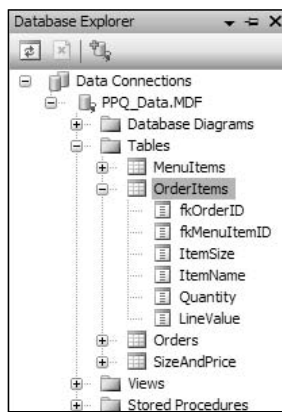 Database Explorer
Data Connections
PPQ_Data.MDF
Database Diagrams
Tables
MenuItems
OrderItems
fkOrderID
fkMenuItemID
ItemSize
ItemName
Quantity
LineValue
Orders
SizeAndPrice
Views
Stored Procedures